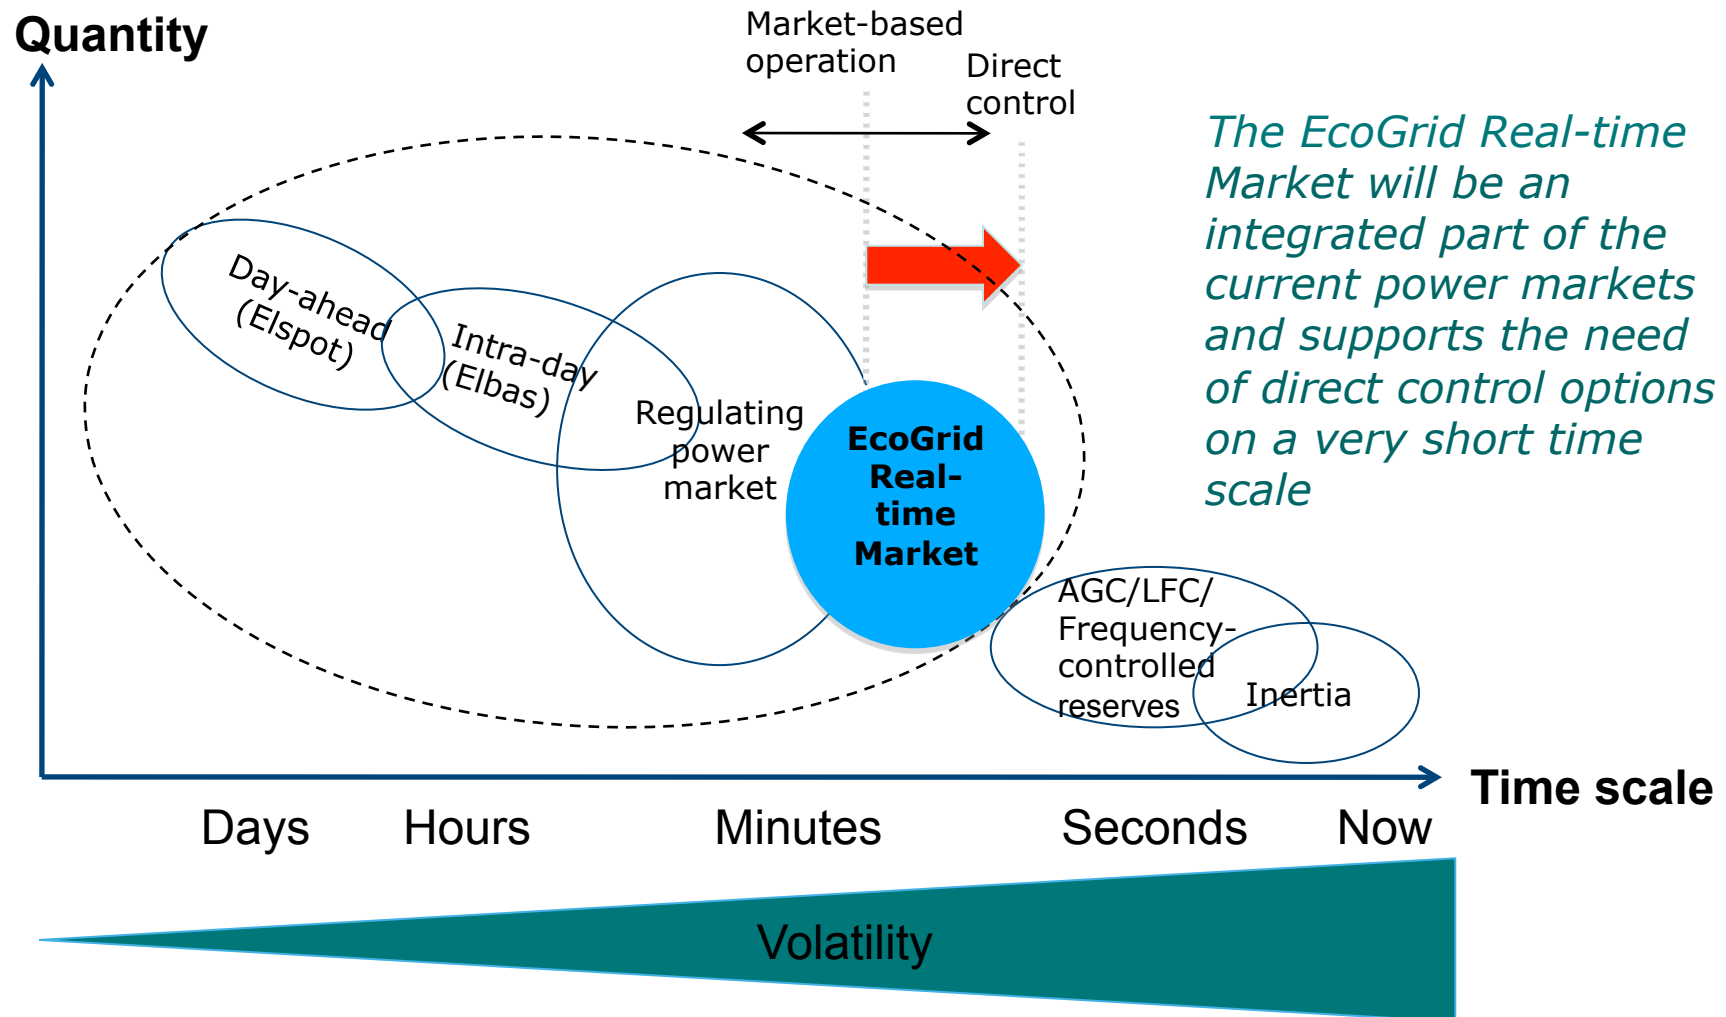 Quantity
Market-based
operation
Direct
control
The EcoGrid Real-time
Market will be an
integrated part of the
current power markets
and supports the need
of direct control options
on a very short time
scale
Day-ahead
(Elspot)
Intra-day
(Elbas)
Regulating
power
market
EcoGrid
Real-
time
Market
AGC/LFC/
Frequency-
controlled
reserves
Inertia
Time scale
Days Hours Minutes Seconds Now
Volatility